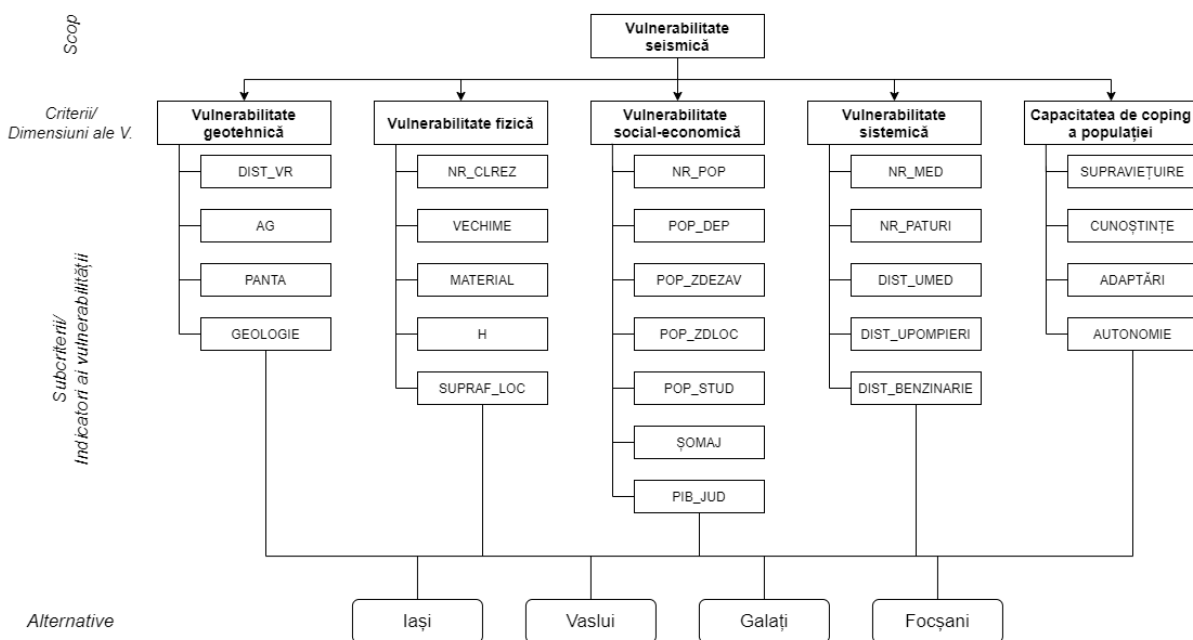 Scop
Vulnerabilitate
seismică
Criterii/
Dimensiuni ale V.
Vulnerabilitate
geotehnică
Vulnerabilitate fizică
Vulnerabilitate
social-economică
Vulnerabilitate
sistemică
Capacitatea de coping
a populației
Subcriterii/
Indicatori ai vulnerabilității
DIST_VR
AG
PANTA
GEOLOGIE
NR_CLREZ
VECHIME
MATERIAL
H
SUPRAF_LOC
NR_POP
POP_DEP
POP_ZDEZAV
POP_ZDLOC
POP_STUD
ȘOMAJ
PIB_JUD
NR_MED
NR_PATURI
DIST_UMED
DIST_UPOMPIERI
DIST_BENZINARIE
SUPRAVIEȚUIRE
CUNOȘTINȚE
ADAPTĂRI
AUTONOMIE
Alternative
Iași
Vaslui
Galați
Focșani